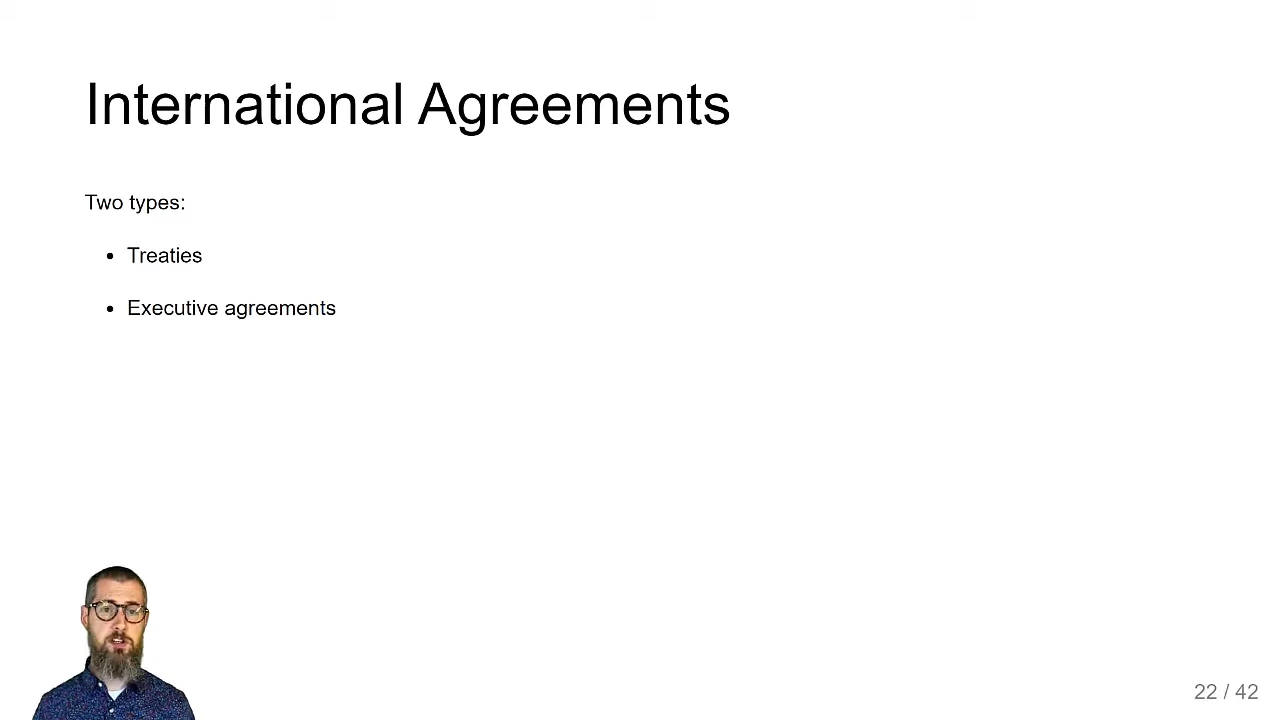 International Agreements
Two types:
Treaties
Executive agreements
22 / 42